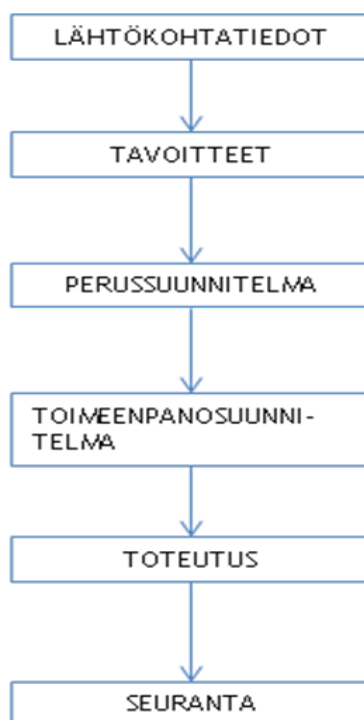 LÄHTÖKOHTATIEDOT
TAVOITTEET
PERUSSUUNNITELMA
TOIMEENPANOSUUNNI-
TELMA
TOTEUTUS
SEURANTA